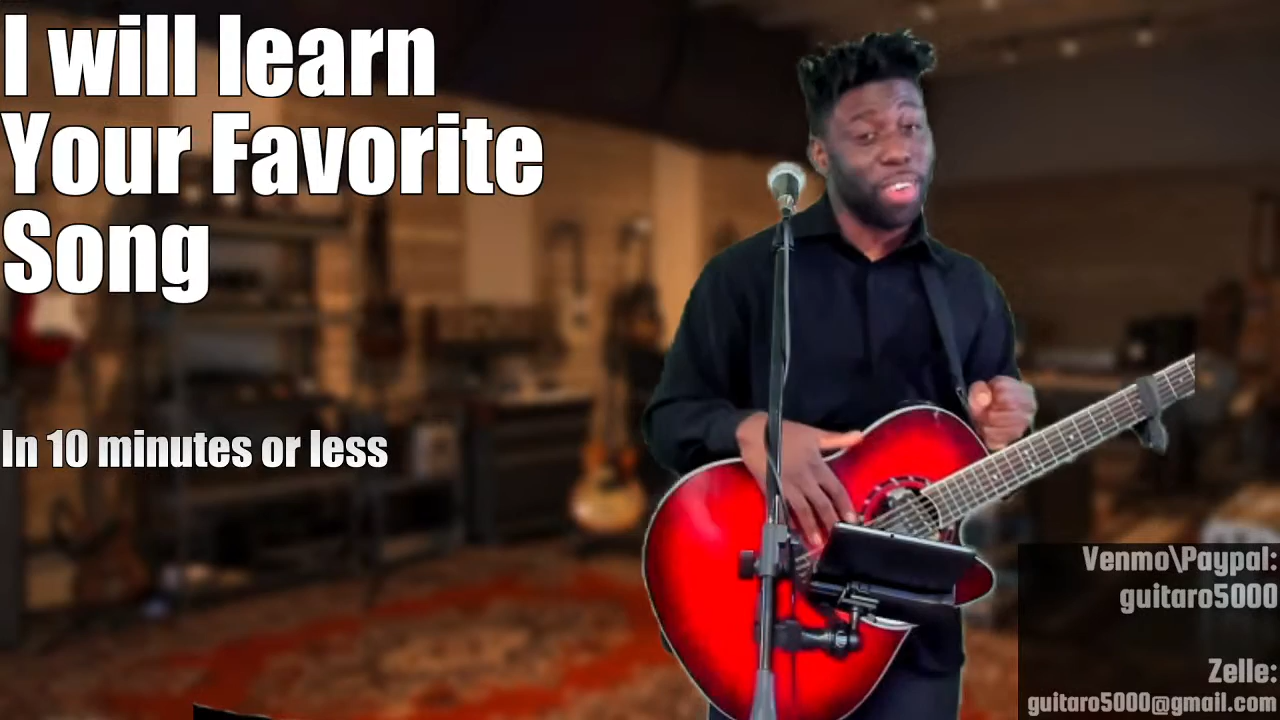 I will learn
Your Favorite
Song
In 10 minutes or less
Venmo\Paypal:
guitaro5000
Zelle:
guitaro5000@gmail.com